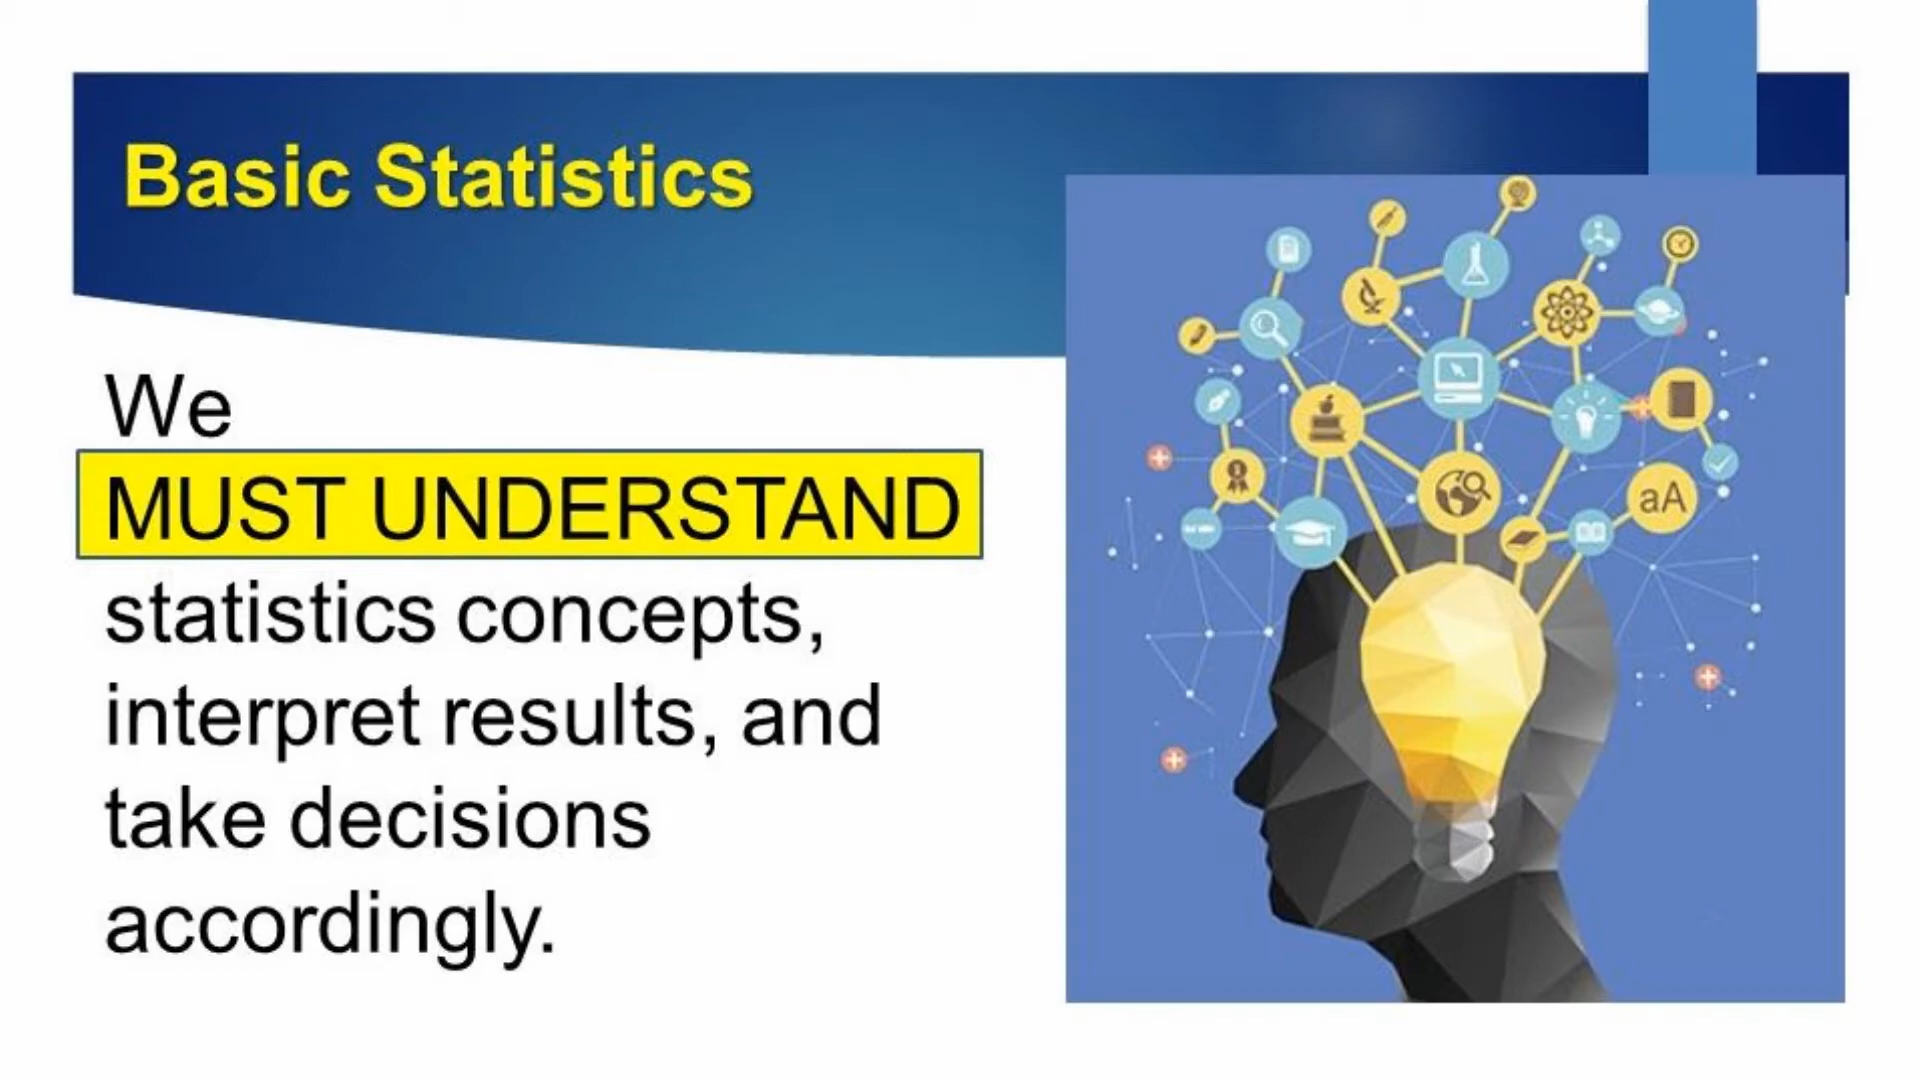 Basic Statistics
We
MUST UNDERSTAND
statistics concepts,
interpret results, and
take decisions
accordingly.
aA